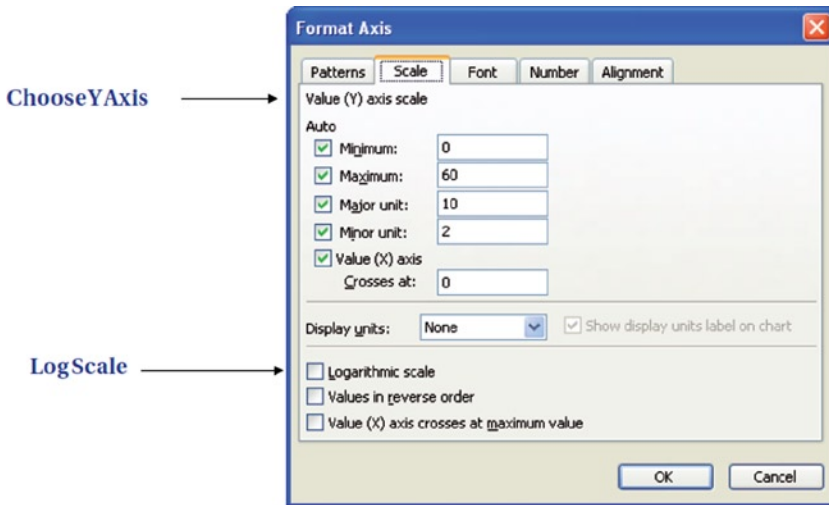 Format Axis
Patterns Scale Font Number Alignment
ChooseYAxis
Value (Y) axis scale
Auto
Minimum: 0
Maximum: 60
Major unit: 10
Minor unit: 2
Value (X) axis
Crosses at: 0
Display units: None Show display units label on chart
LogScale
Logarithmic scale
Values in reverse order
Value (X) axis crosses at maximum value
OK Cancel